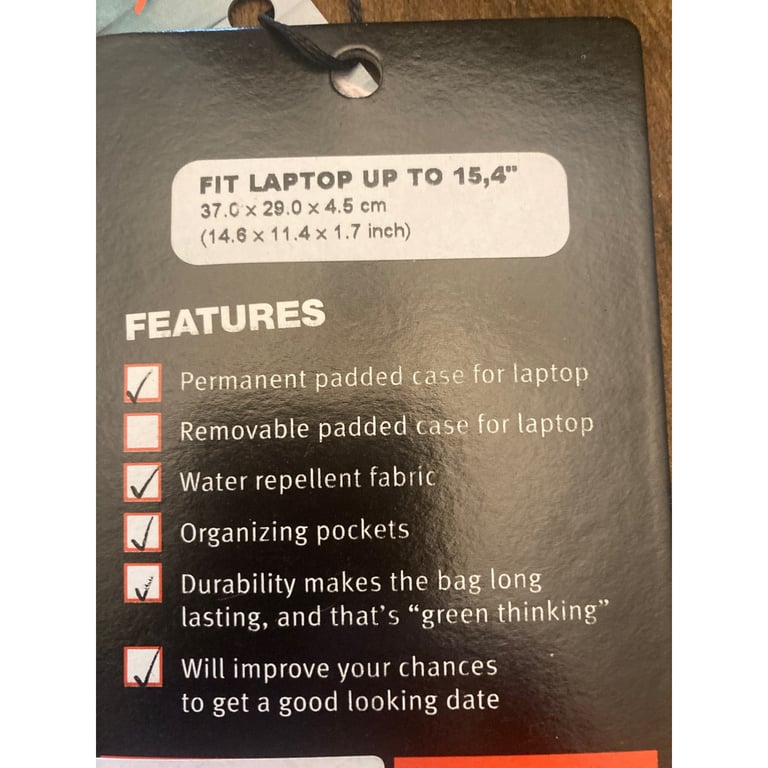 FIT LAPTOP UP TO 15,4"
37.0 x 29.0 x 4.5 cm
(14.6 x 11.4 x 1.7 inch)
FEATURES
Permanent padded case for laptop
Removable padded case for laptop
Water repellent fabric
Organizing pockets
Durability makes the bag long
lasting, and that's “green thinking”
Will improve your chances
to get a good looking date